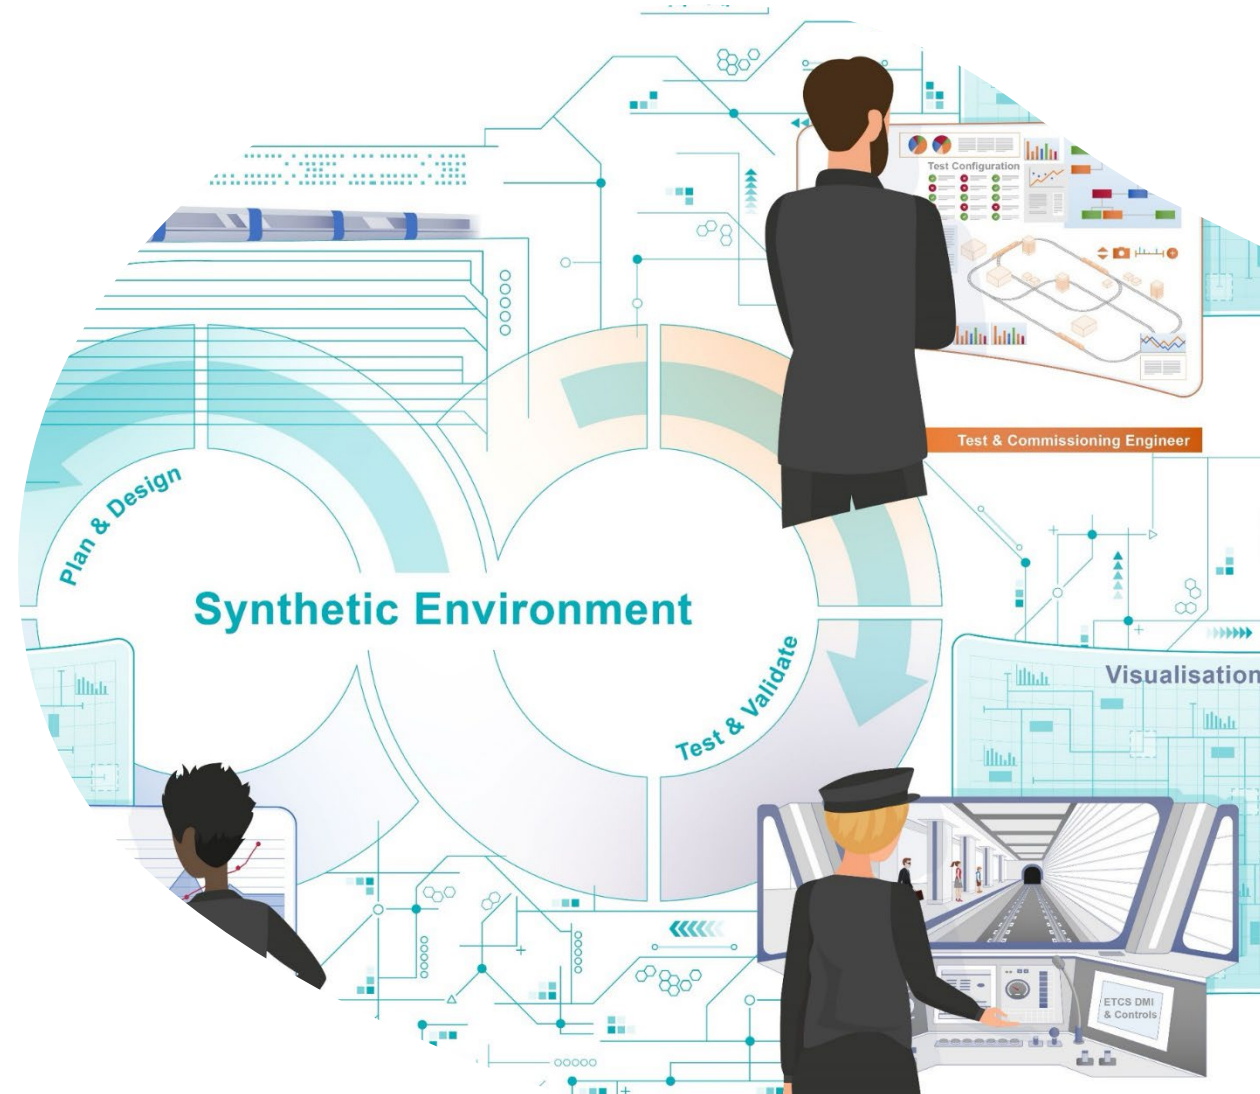 Test Configuration
Test & Commissioning Engineer
Plan & Design
Synthetic Environment
Test & Validate
Visualisation
ETCS DMI
& Controls